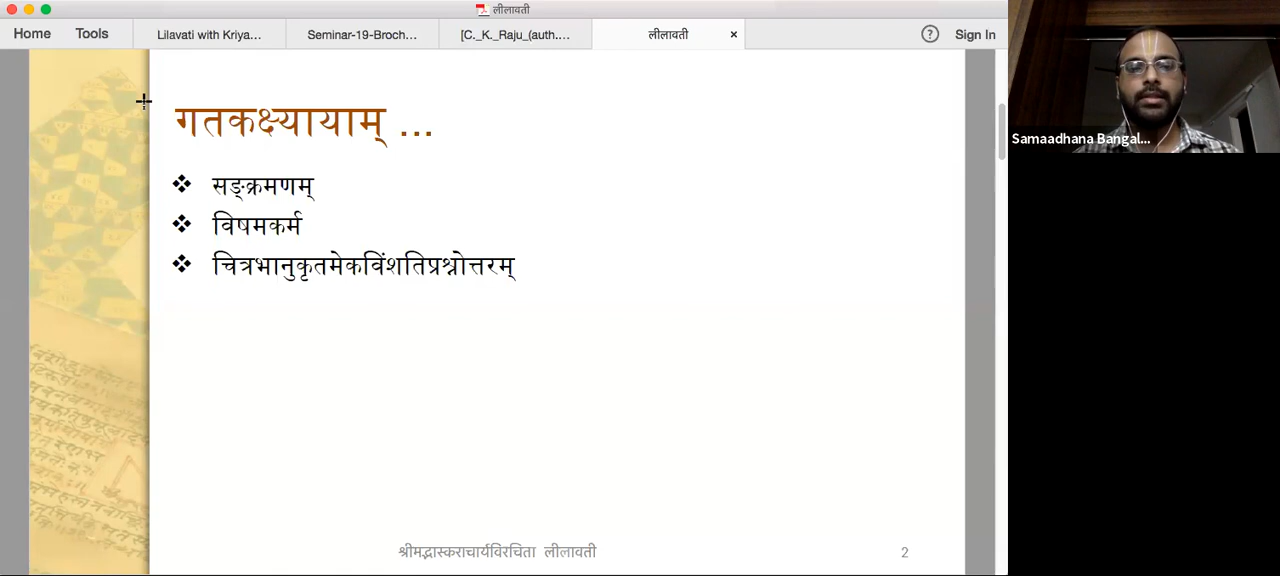 लीलावती
Home Tools Lilavati with Kriya... Seminar-19-Broch... [C._K._Raju_(auth.... लीलावती × ? Sign In
गतकक्ष्यायाम् ...
❖ सङ्क्रमणम्
❖ विषमकर्म
❖ चित्रभानुकृतमेकविंशतिप्रश्नोत्तरम्
श्रीमद्भास्कराचार्यविरचिता लीलावती 2
Samaadhana Bangal...